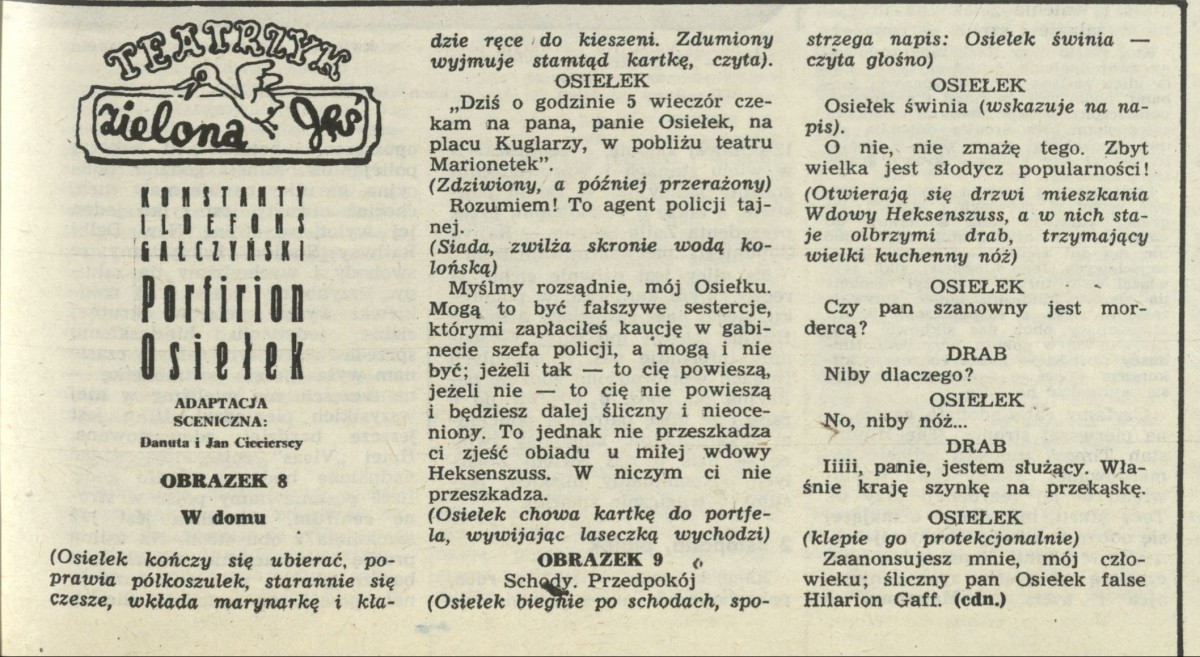 TEATRZYK
zielona
Gęś
KONSTANTY
ILDEFONS
GAŁCZYŃSKI
Porfirion
Osiełek
ADAPTACJA
SCENICZNA:
Danuta i Jan Ciecierscy
OBRAZEK 8
W domu
(Osiełek kończy się ubierać, po-
prawia półkoszulek, starannie się
czesze, wkłada marynarkę i kła-
dzie ręce do kieszeni. Zdumiony
wyjmuje stamtąd kartkę, czyta).
OSIEŁEK
„Dziś o godzinie 5 wieczór cze-
kam na pana, panie Osiełek, na
placu Kuglarzy, w pobliżu teatru
Marionetek”.
(Zdziwiony, a później przerażony)
Rozumiem! To agent policji taj-
nej.
(Siada, zwilża skronie wodą ko-
lońską)
Myślmy rozsądnie, mój Osiełku.
Mogą to być fałszywe sestercje,
którymi zapłaciłeś kaucję w gabi-
necie szefa policji, a mogą i nie
być; jeżeli tak — to cię powieszą,
jeżeli nie — to cię nie powieszą
i będziesz dalej śliczny i nieoce-
niony. To jednak nie przeszkadza
ci zjeść obiadu u miłej wdowy
Heksenszuss. W niczym ci nie
przeszkadza.
(Osiełek chowa kartkę do portfe-
la, wywijając laseczką wychodzi)
OBRAZEK 9
Schody. Przedpokój
(Osiełek biegnie po schodach, spo-
strzega napis: Osiełek świnia —
czyta głośno)
OSIEŁEK
Osiełek świnia (wskazuje na na-
pis).
O nie, nie zmażę tego. Zbyt
wielka jest słodycz popularności!
(Otwierają się drzwi mieszkania
Wdowy Heksenszuss, a w nich sta-
je olbrzymi drab, trzymający
wielki kuchenny nóż)
OSIEŁEK
Czy pan szanowny jest mor-
dercą?
DRAB
Niby dlaczego?
OSIEŁEK
No, niby nóż...
DRAB
Iiiii, panie, jestem służący. Wła-
śnie kraję szynkę na przekąskę.
OSIEŁEK
(klepie go protekcjonalnie)
Zaanonsujesz mnie, mój czło-
wieku; śliczny pan Osiełek false
Hilarion Gaff. (cdn.)